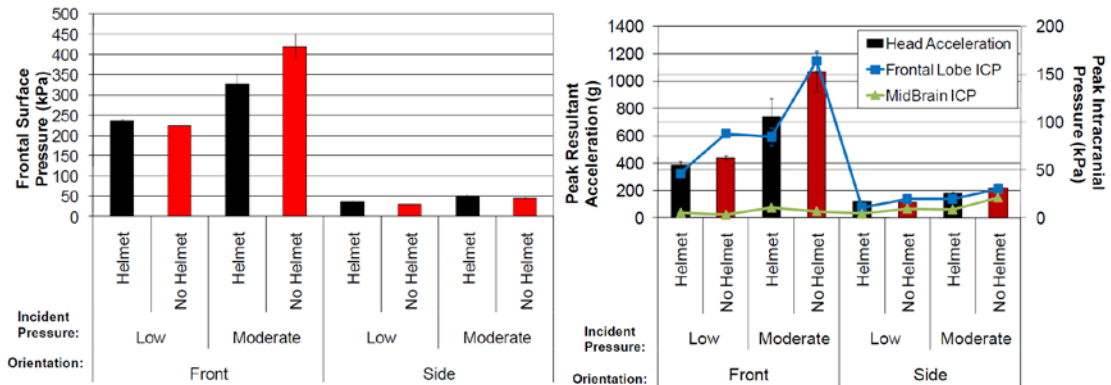 Frontal Surface
Pressure (kPa)
500
450
400
350
300
250
200
150
100
50
0
Helmet
No Helmet
Helmet
No Helmet
Helmet
No Helmet
Helmet
No Helmet
Incident
Pressure:
Low
Moderate
Low
Moderate
Orientation:
Front
Side
Peak Resultant
Acceleration (g)
1400
1200
1000
800
600
400
200
0
Head Acceleration
Frontal Lobe ICP
MidBrain ICP
200
150
100
50
0
Peak Intracranial
Pressure (kPa)
Helmet
No Helmet
Helmet
No Helmet
Helmet
No Helmet
Helmet
No Helmet
Incident
Pressure:
Low
Moderate
Low
Moderate
Orientation:
Front
Side